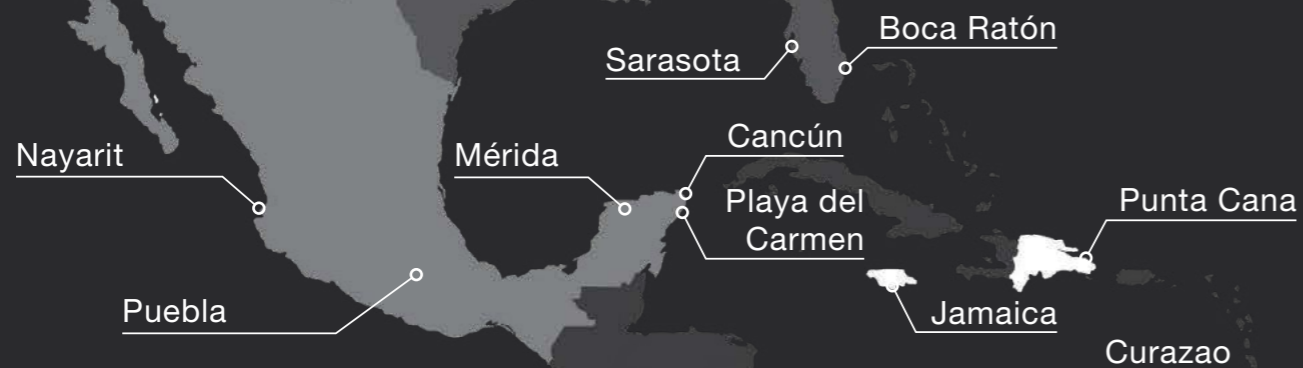 Boca Ratón
Sarasota
Cancún
Nayarit
Mérida
Playa del
Carmen
Punta Cana
Puebla
Jamaica
Curazao